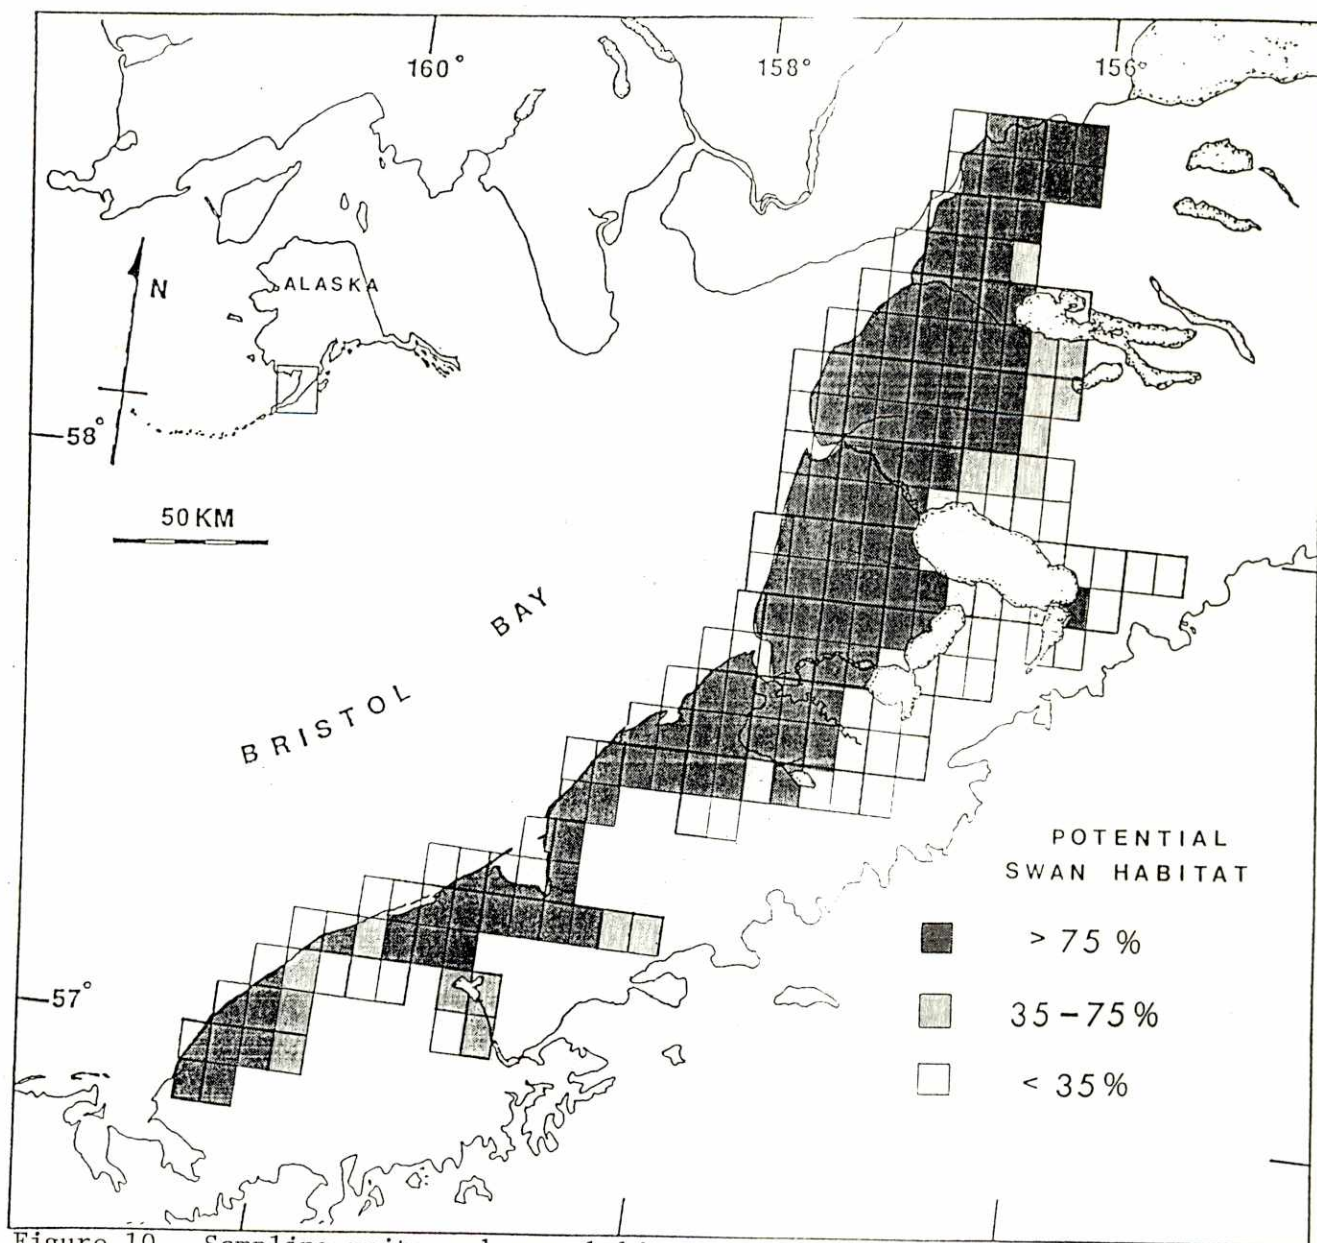 160°
158°
156°
N
ALASKA
58°
50 KM
BRISTOL BAY
POTENTIAL
SWAN HABITAT
> 75 %
35-75%
57°
< 35%
Figure 10. Sampling